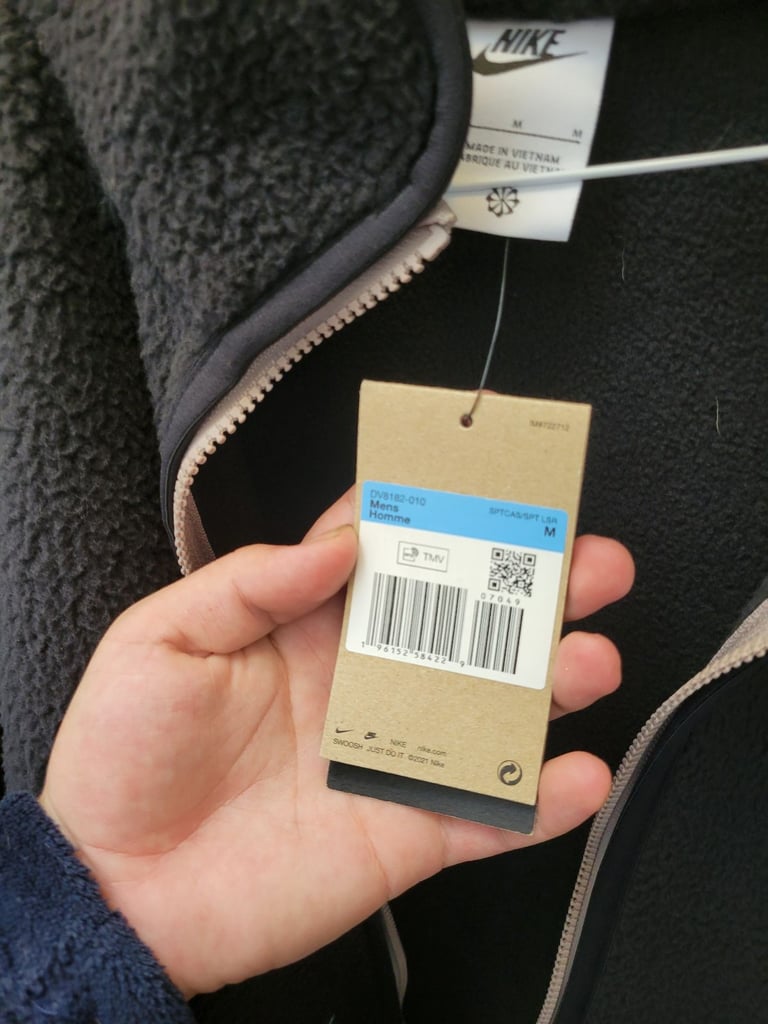 NIKE
M
M
MADE IN VIETNAM
FABRIQUE AU VIETNAM
DV8182-010
Mens
Homme
SPTCAS/SPT LSR
M
TMV
07049
1 96152 58422 9
NIKE nike.com
SWOOSH JUST DO IT ©2021 Nike